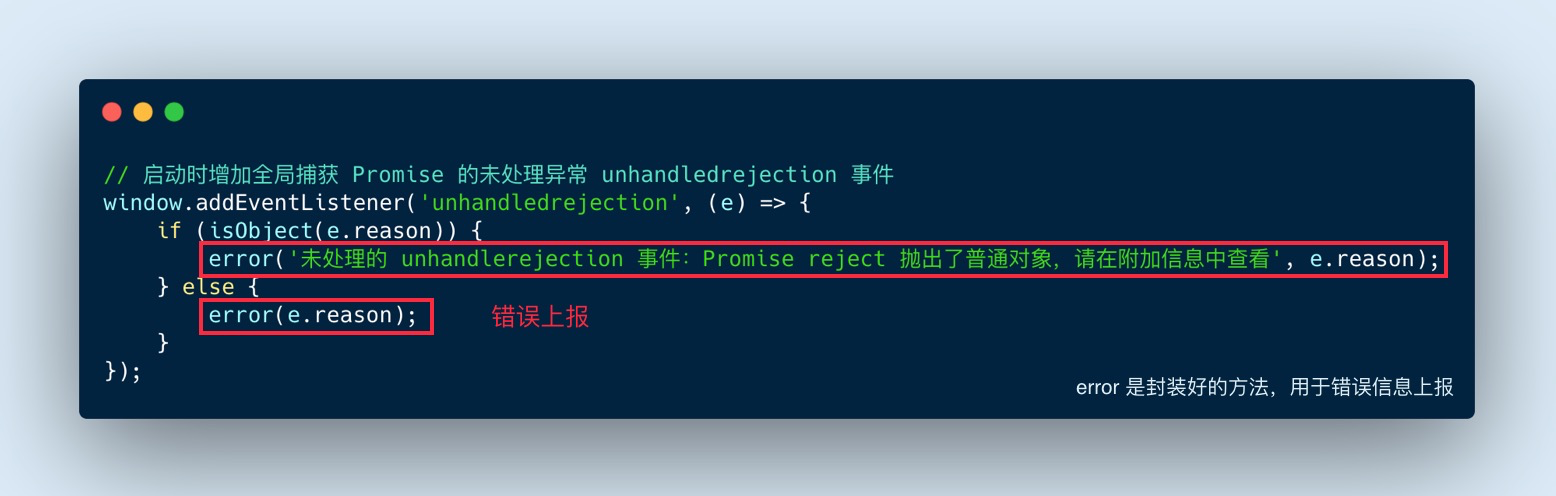 // 启动时增加全局捕获 Promise 的未处理异常 unhandledrejection 事件
window.addEventListener('unhandledrejection', (e) => {
    if (isObject(e.reason)) {
        error('未处理的 unhandlerejection 事件: Promise reject 抛出了普通对象, 请在附加信息中查看', e.reason);
    } else {
        error(e.reason);    错误上报
    }
});
error 是封装好的方法，用于错误信息上报